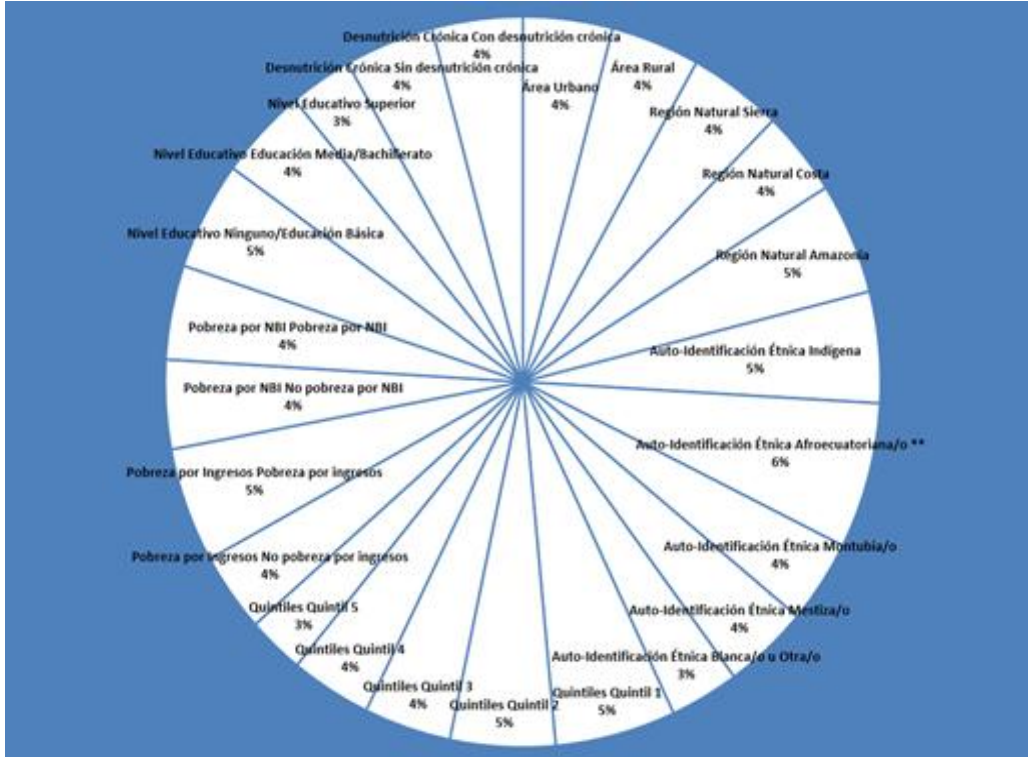 Área Urbano
4%
Área Rural
4%
Región Natural Sierra
4%
Región Natural Costa
4%
Región Natural Amazonía
5%
Auto-Identificación Étnica Indígena
5%
Auto-Identificación Étnica Afroecuatoriana/o **
6%
Auto-Identificación Étnica Montubia/o
4%
Auto-Identificación Étnica Mestiza/o
4%
Auto-Identificación Étnica Blanca/o u Otra/o
3%
Quintiles Quintil 1
5%
Quintiles Quintil 2
5%
Quintiles Quintil 3
4%
Quintiles Quintil 4
4%
Quintiles Quintil 5
3%
Pobreza por Ingresos No pobreza por ingresos
4%
Pobreza por Ingresos Pobreza por ingresos
5%
Pobreza por NBI No pobreza por NBI
4%
Pobreza por NBI Pobreza por NBI
4%
Nivel Educativo Ninguno/Educación Básica
5%
Nivel Educativo Educación Media/Bachillerato
4%
Nivel Educativo Superior
3%
Desnutrición Crónica Sin desnutrición crónica
4%
Desnutrición Crónica Con desnutrición crónica
4%